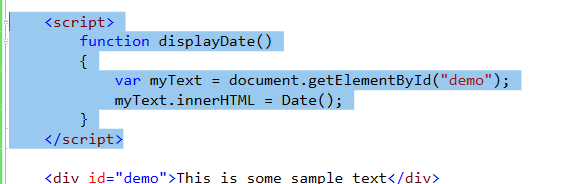 <script>
function displayDate()
{
var myText = document.getElementById("demo");
myText.innerHTML = Date();
}
</script>
<div id="demo">This is some sample text</div>